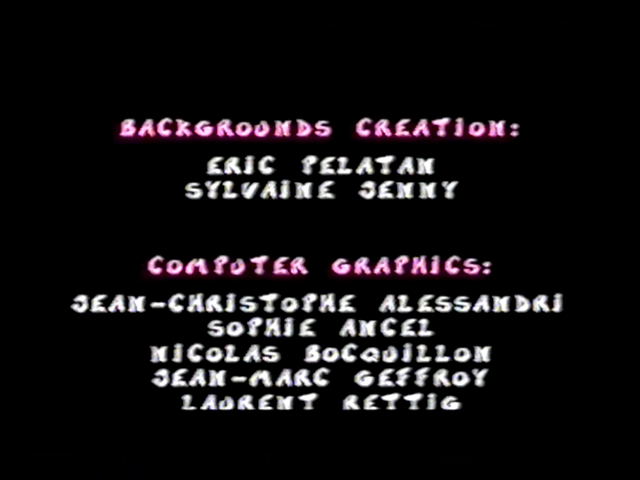 BACKGROUNDS CREATION:
ERIC PELATAN
SYLVAINE JENNY
COMPUTER GRAPHICS:
JEAN-CHRISTOPHE ALESSANDRI
SOPHIE ANCEL
NICOLAS BOCQUILLON
JEAN-MARC GEFFROY
LAURENT RETTIG